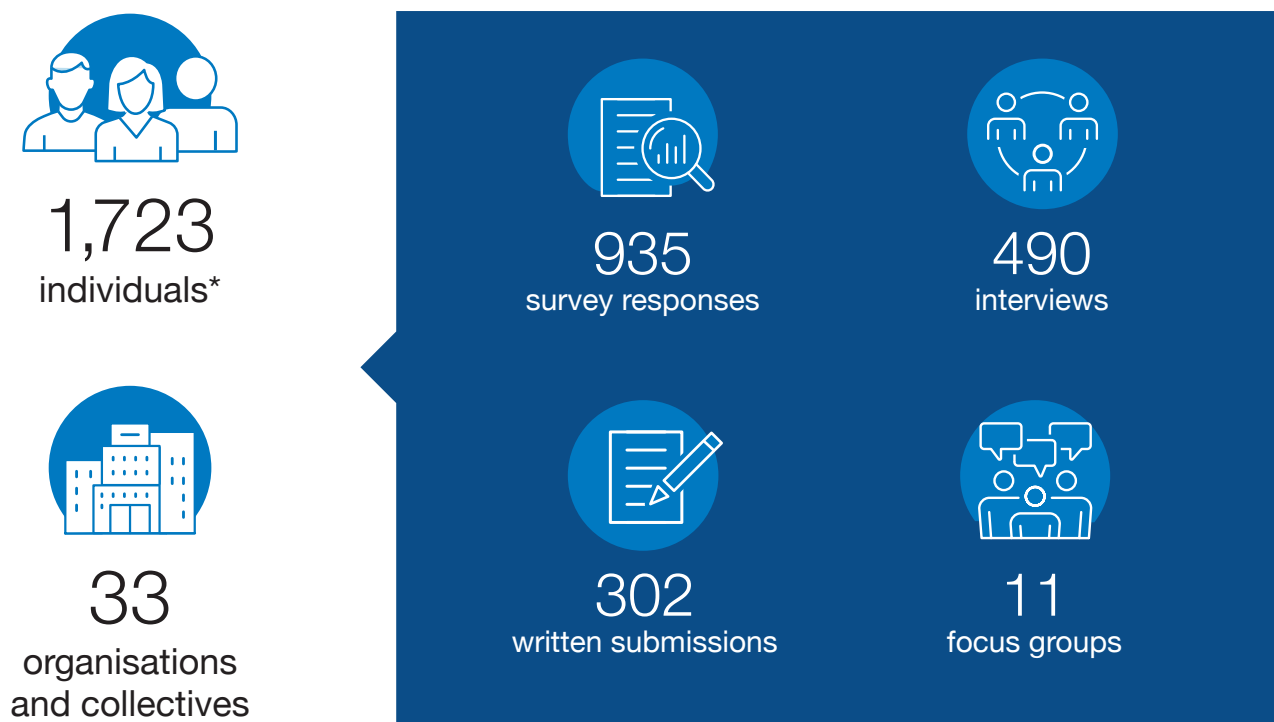 1,723
individuals*
33
organisations
and collectives
935
survey responses
490
interviews
302
written submissions
11
focus groups